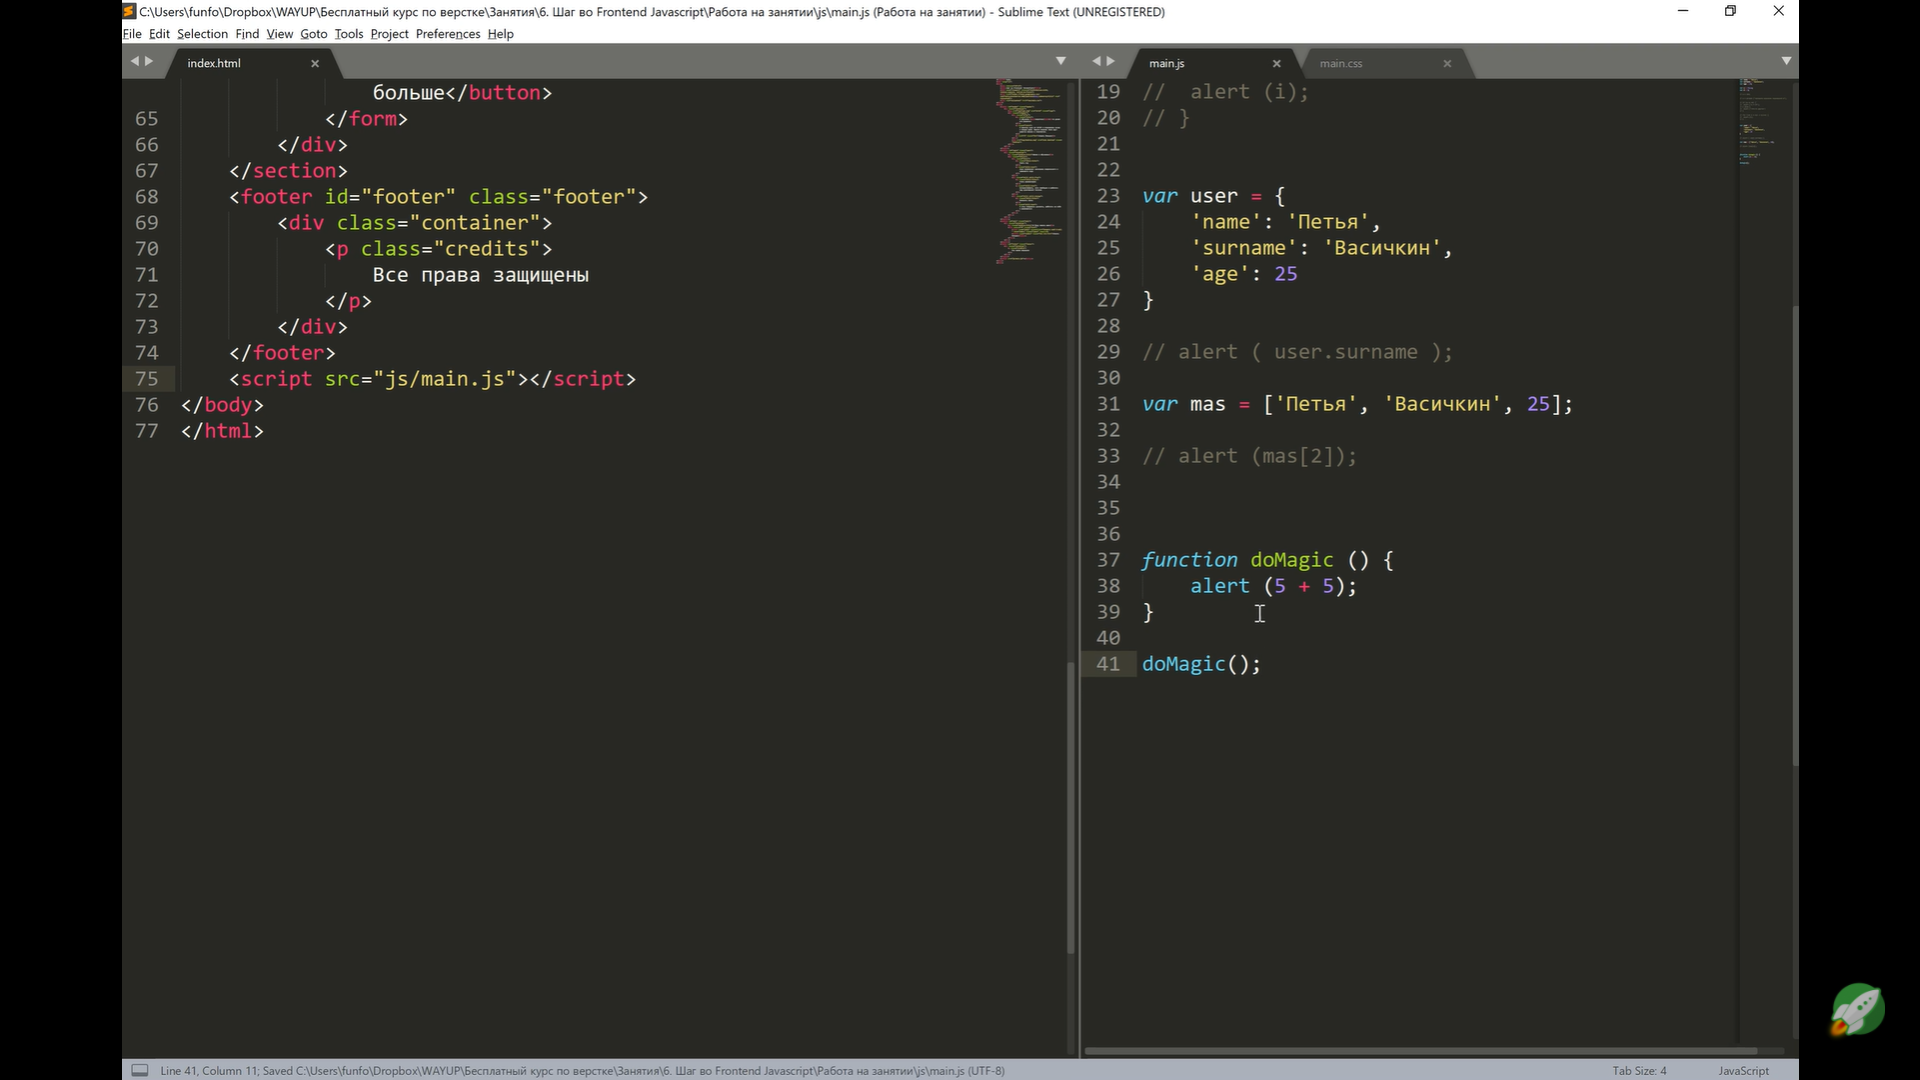 C:\Users\funfo\Dropbox\WAYUP\Бесплатный курс по верстке\Занятия\6. Шаг во Frontend Javascript\Работа на занятии\js\main.js (Работа на занятии) - Sublime Text (UNREGISTERED)
File Edit Selection Find View Goto Tools Project Preferences Help
index.html
больше</button>
65 </form>
66 </div>
67 </section>
68 <footer id="footer" class="footer">
69 <div class="container">
70 <p class="credits">
71 Все права защищены
72 </p>
73 </div>
74 </footer>
75 <script src="js/main.js"></script>
76 </body>
77 </html>
main.js main.css
19 // alert (i);
20 // }
21
22
23 var user = {
24 'name': 'Петья',
25 'surname': 'Васичкин',
26 'age': 25
27 }
28
29 // alert ( user.surname );
30
31 var mas = ['Петья', 'Васичкин', 25];
32
33 // alert (mas[2]);
34
35
36
37 function doMagic () {
38 alert (5 + 5);
39 }
40
41 doMagic();
Line 41, Column 11; Saved C:\Users\funfo\Dropbox\WAYUP\Бесплатный курс по верстке\Занятия\6. Шаг во Frontend Javascript\Работа на занятии\js\main.js (UTF-8) Tab Size: 4 JavaScript